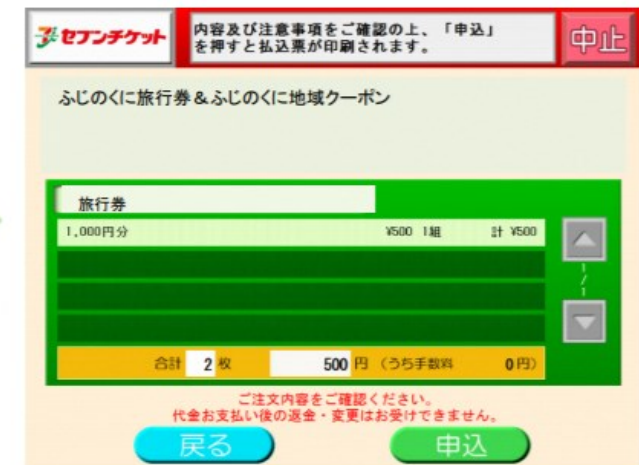 セブンチケット
内容及び注意事項をご確認の上、「申込」
を押すと払込票が印刷されます。
中止
ふじのくに旅行券&ふじのくに地域クーポン
旅行券
1,000円分 ¥500 1組 計 ¥500
1/1
合計 2 枚 500 円 (うち手数料 0 円)
ご注文内容をご確認ください。
代金お支払い後の返金・変更はお受けできません。
戻る 申込